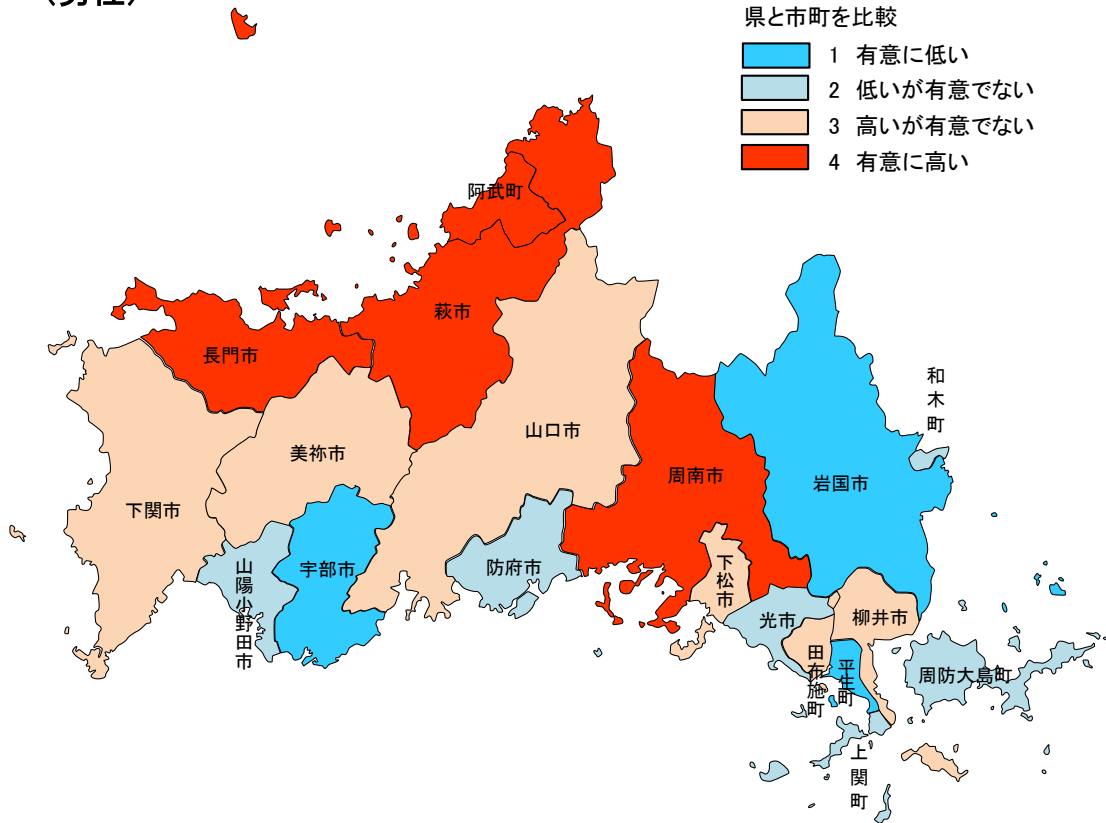 (男性)
県と市町を比較
1 有意に低い
2 低いが有意でない
3 高いが有意でない
4 有意に高い
阿武町
萩市
長門市
和木町
山口市
美祢市
周南市
岩国市
下関市
山陽小野田市
宇部市
防府市
下松市
光市
柳井市
田布施町
平生町
周防大島町
上関町